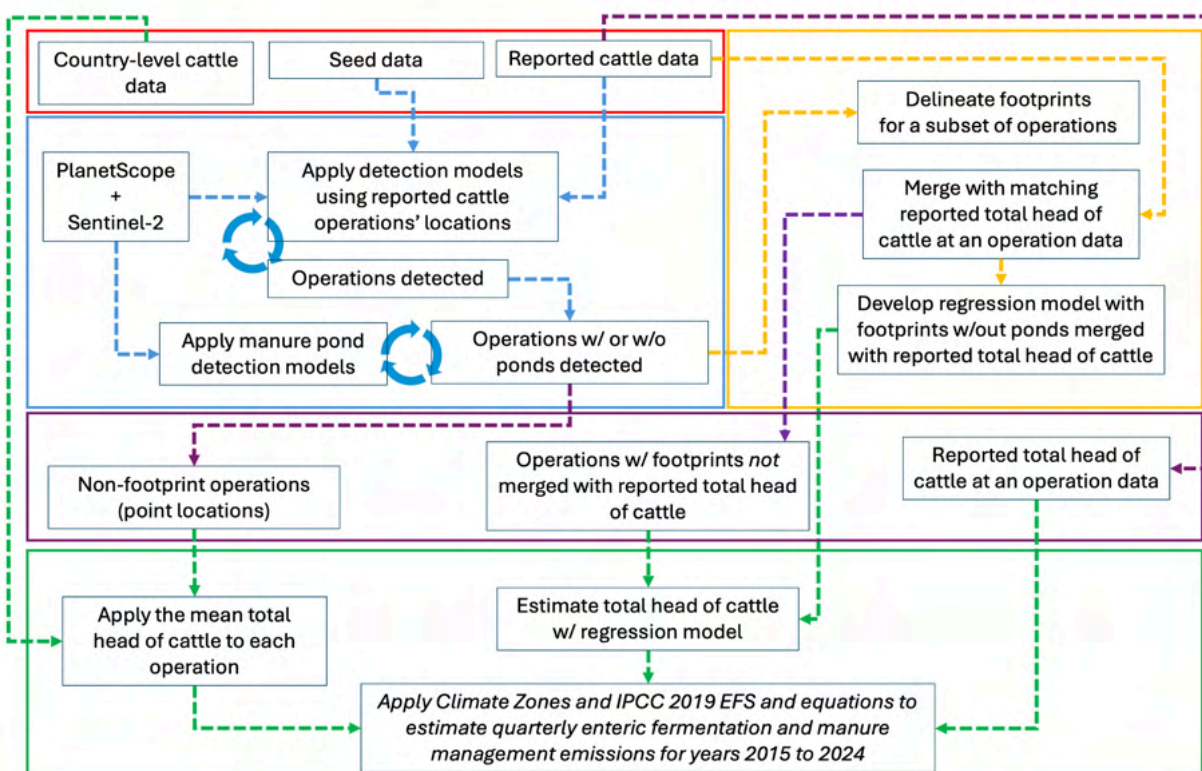 Country-level cattle
data
Seed data
Reported cattle data
PlanetScope
+
Sentinel-2
Apply detection models
using reported cattle
operations' locations
Operations detected
Apply manure pond
detection models
Operations w/ or w/o
ponds detected
Delineate footprints
for a subset of operations
Merge with matching
reported total head of
cattle at an operation data
Develop regression model with
footprints w/out ponds merged
with reported total head of cattle
Non-footprint operations
(point locations)
Operations w/ footprints not
merged with reported total head
of cattle
Reported total head of
cattle at an operation data
Apply the mean total
head of cattle to each
operation
Estimate total head of cattle
w/ regression model
Apply Climate Zones and IPCC 2019 EFS and equations to
estimate quarterly enteric fermentation and manure
management emissions for years 2015 to 2024